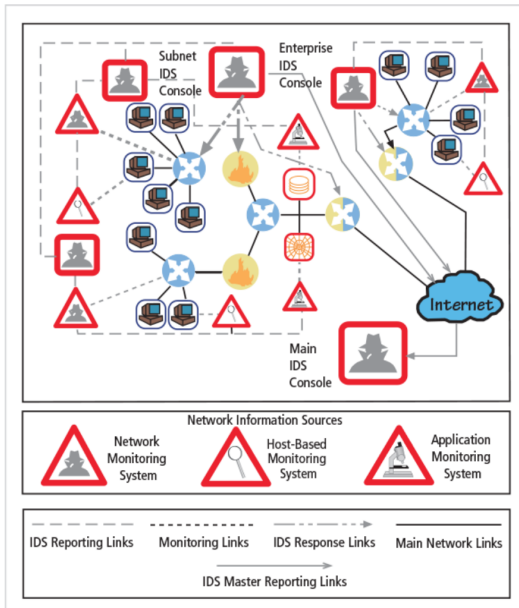 Subnet
IDS
Console
Enterprise
IDS
Console
Internet
Main
IDS
Console
Network Information Sources
Network
Monitoring
System
Host-Based
Monitoring
System
Application
Monitoring
System
IDS Reporting Links
Monitoring Links
IDS Response Links
Main Network Links
IDS Master Reporting Links